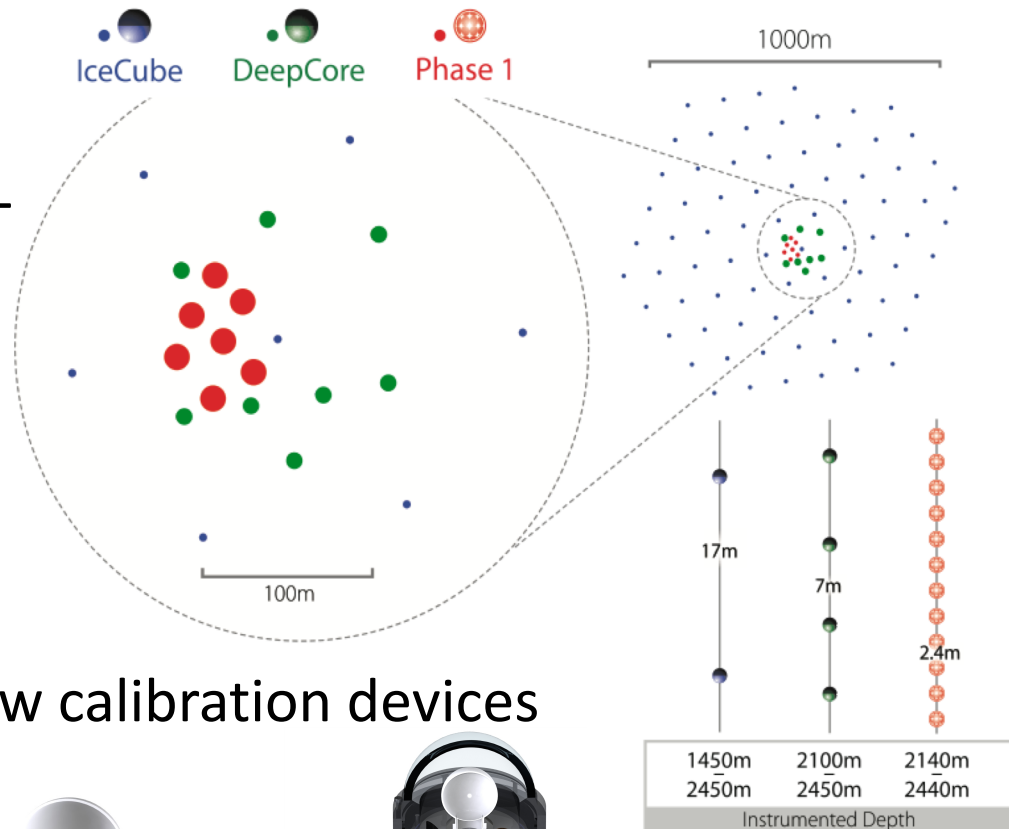 IceCube
DeepCore
Phase 1
1000m
100m
17m
7m
2.4m
w calibration devices
1450m
–
2450m
2100m
–
2450m
2140m
–
2440m
Instrumented Depth